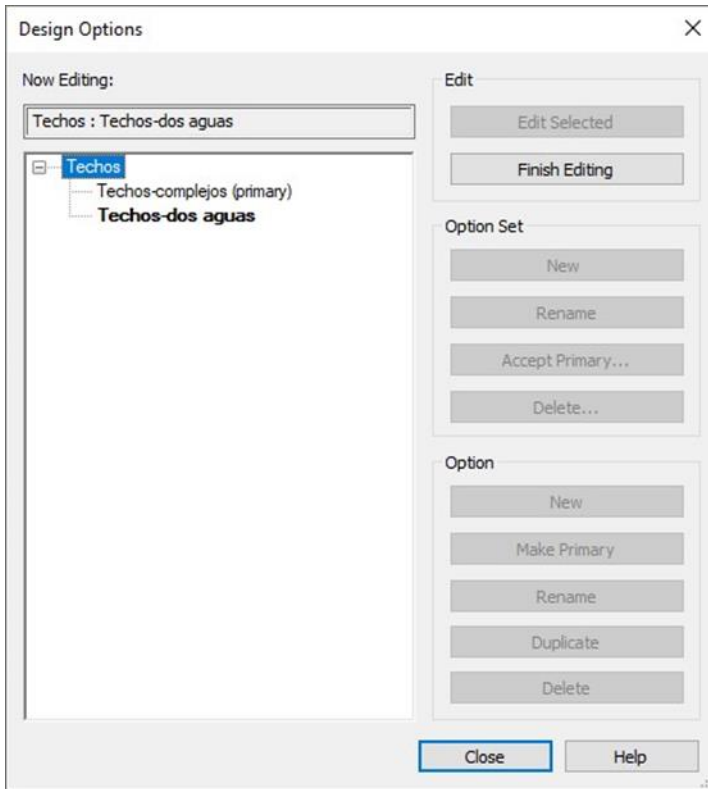 Design Options
Now Editing:
Techos : Techos-dos aguas
Techos
Techos-complejos (primary)
Techos-dos aguas
Edit
Edit Selected
Finish Editing
Option Set
New
Rename
Accept Primary...
Delete...
Option
New
Make Primary
Rename
Duplicate
Delete
Close
Help